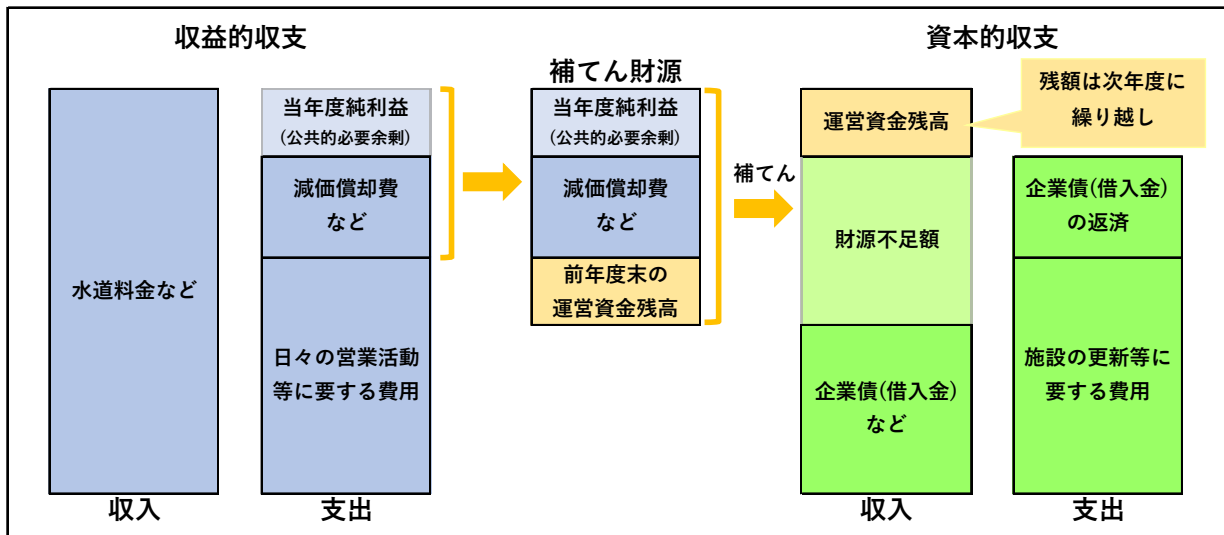 収益的収支
水道料金など
収入
当年度純利益
(公共的必要余剰)
減価償却費
など
日々の営業活動
等に要する費用
支出
補てん財源
当年度純利益
(公共的必要余剰)
減価償却費
など
前年度末の
運営資金残高
補てん
資本的収支
残額は次年度に
繰り越し
運営資金残高
財源不足額
企業債(借入金)
など
収入
企業債(借入金)
の返済
施設の更新等に
要する費用
支出